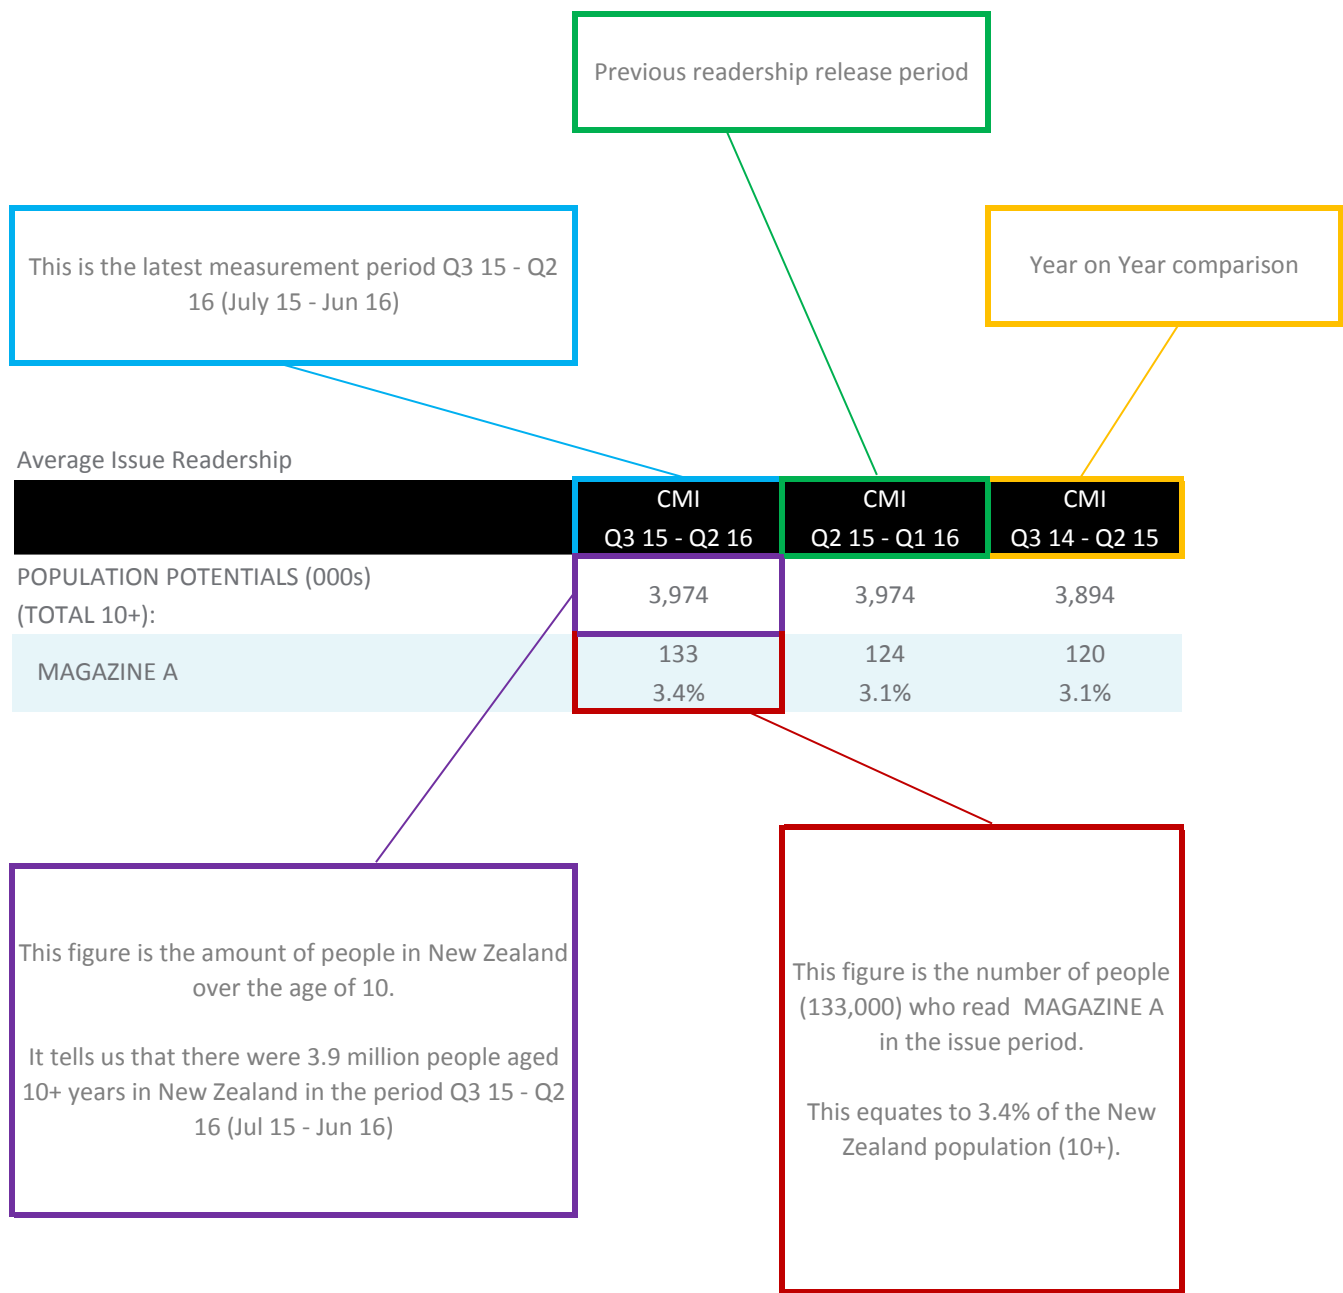 Previous readership release period
This is the latest measurement period Q3 15 - Q2
16 (July 15 - Jun 16)
Year on Year comparison
Average Issue Readership
CMI CMI CMI
Q3 15 - Q2 16 Q2 15 - Q1 16 Q3 14 - Q2 15
POPULATION POTENTIALS (000s)
(TOTAL 10+):
3,974 3,974 3,894
MAGAZINE A
133 124 120
3.4% 3.1% 3.1%
This figure is the amount of people in New Zealand
over the age of 10.
It tells us that there were 3.9 million people aged
10+ years in New Zealand in the period Q3 15 - Q2
16 (Jul 15 - Jun 16)
This figure is the number of people
(133,000) who read  MAGAZINE A
in the issue period.
This equates to 3.4% of the New
Zealand population (10+).